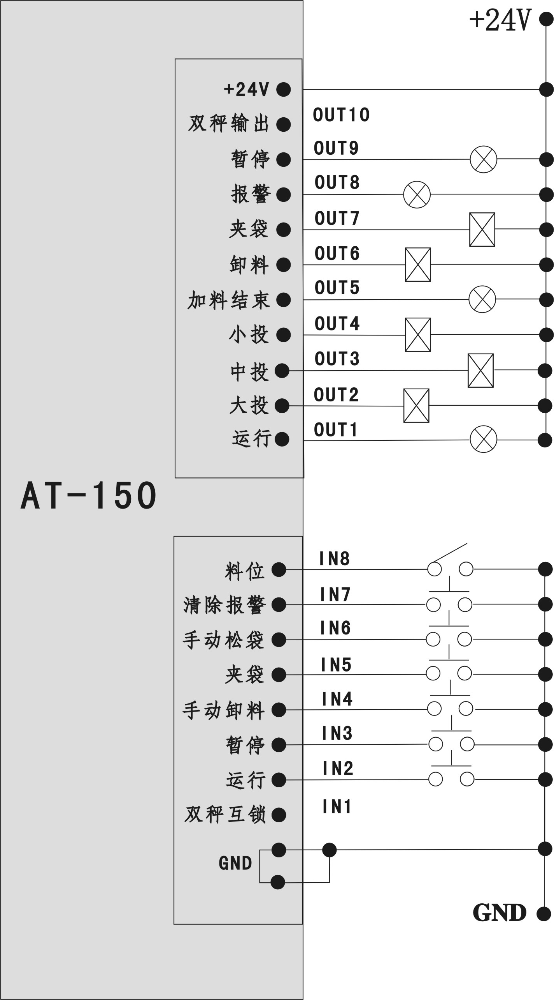 +24V
+24V
双秤输出 OUT10
暂停 OUT9
报警 OUT8
夹袋 OUT7
卸料 OUT6
加料结束 OUT5
小投 OUT4
中投 OUT3
大投 OUT2
运行 OUT1
AT-150
料位 IN8
清除报警 IN7
手动松袋 IN6
夹袋 IN5
手动卸料 IN4
暂停 IN3
运行 IN2
双秤互锁 IN1
GND
GND